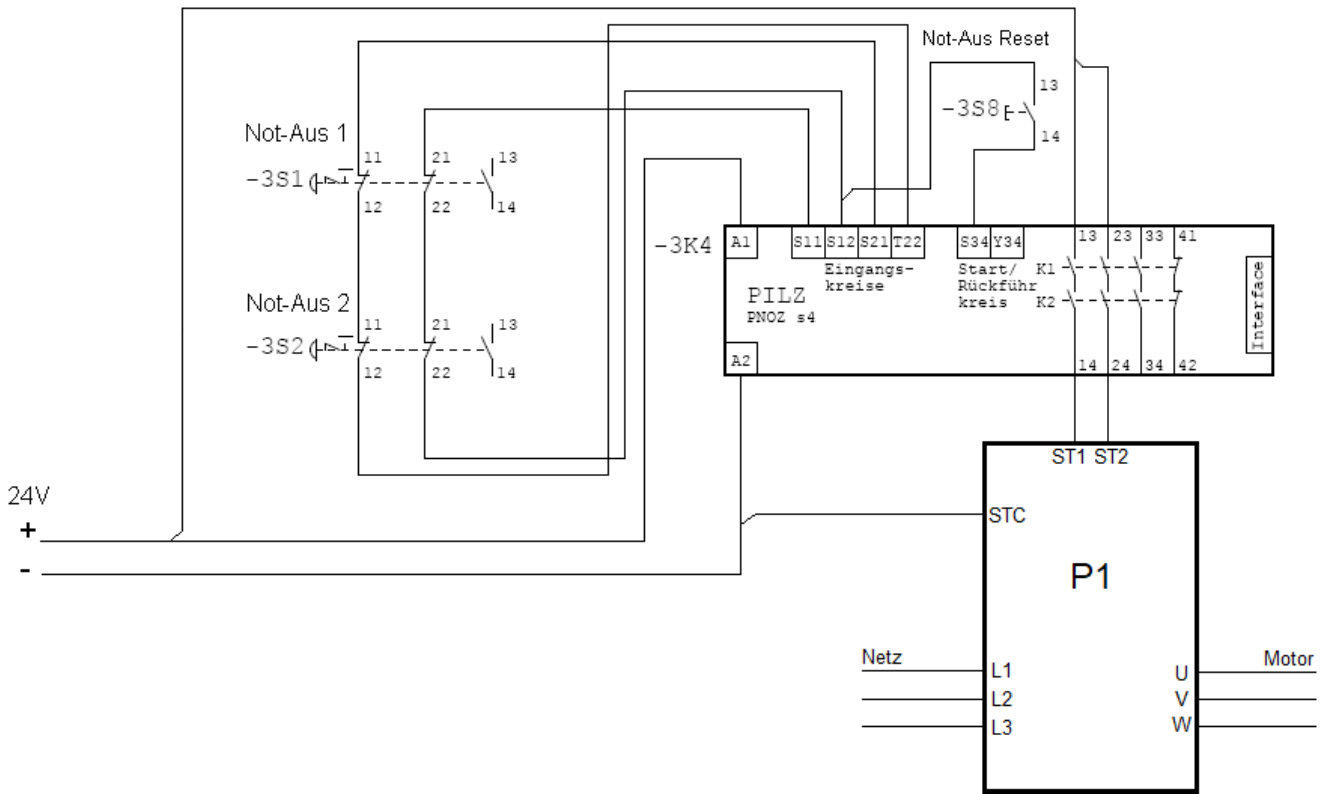 Not-Aus Reset
13
-3S8
14
Not-Aus 1
11 21 13
-3S1
12 22 14
-3K4
A1 S11 S12 S21 T22 S34 Y34 13 23 33 41
Eingangs-
kreise
Start/
Rückführ
kreis
K1
K2
PILZ
PNOZ s4
Interface
A2 14 24 34 42
Not-Aus 2
11 21 13
-3S2
12 22 14
ST1 ST2
24V
+
-
STC
P1
Netz
Motor
L1 U
L2 V
L3 W